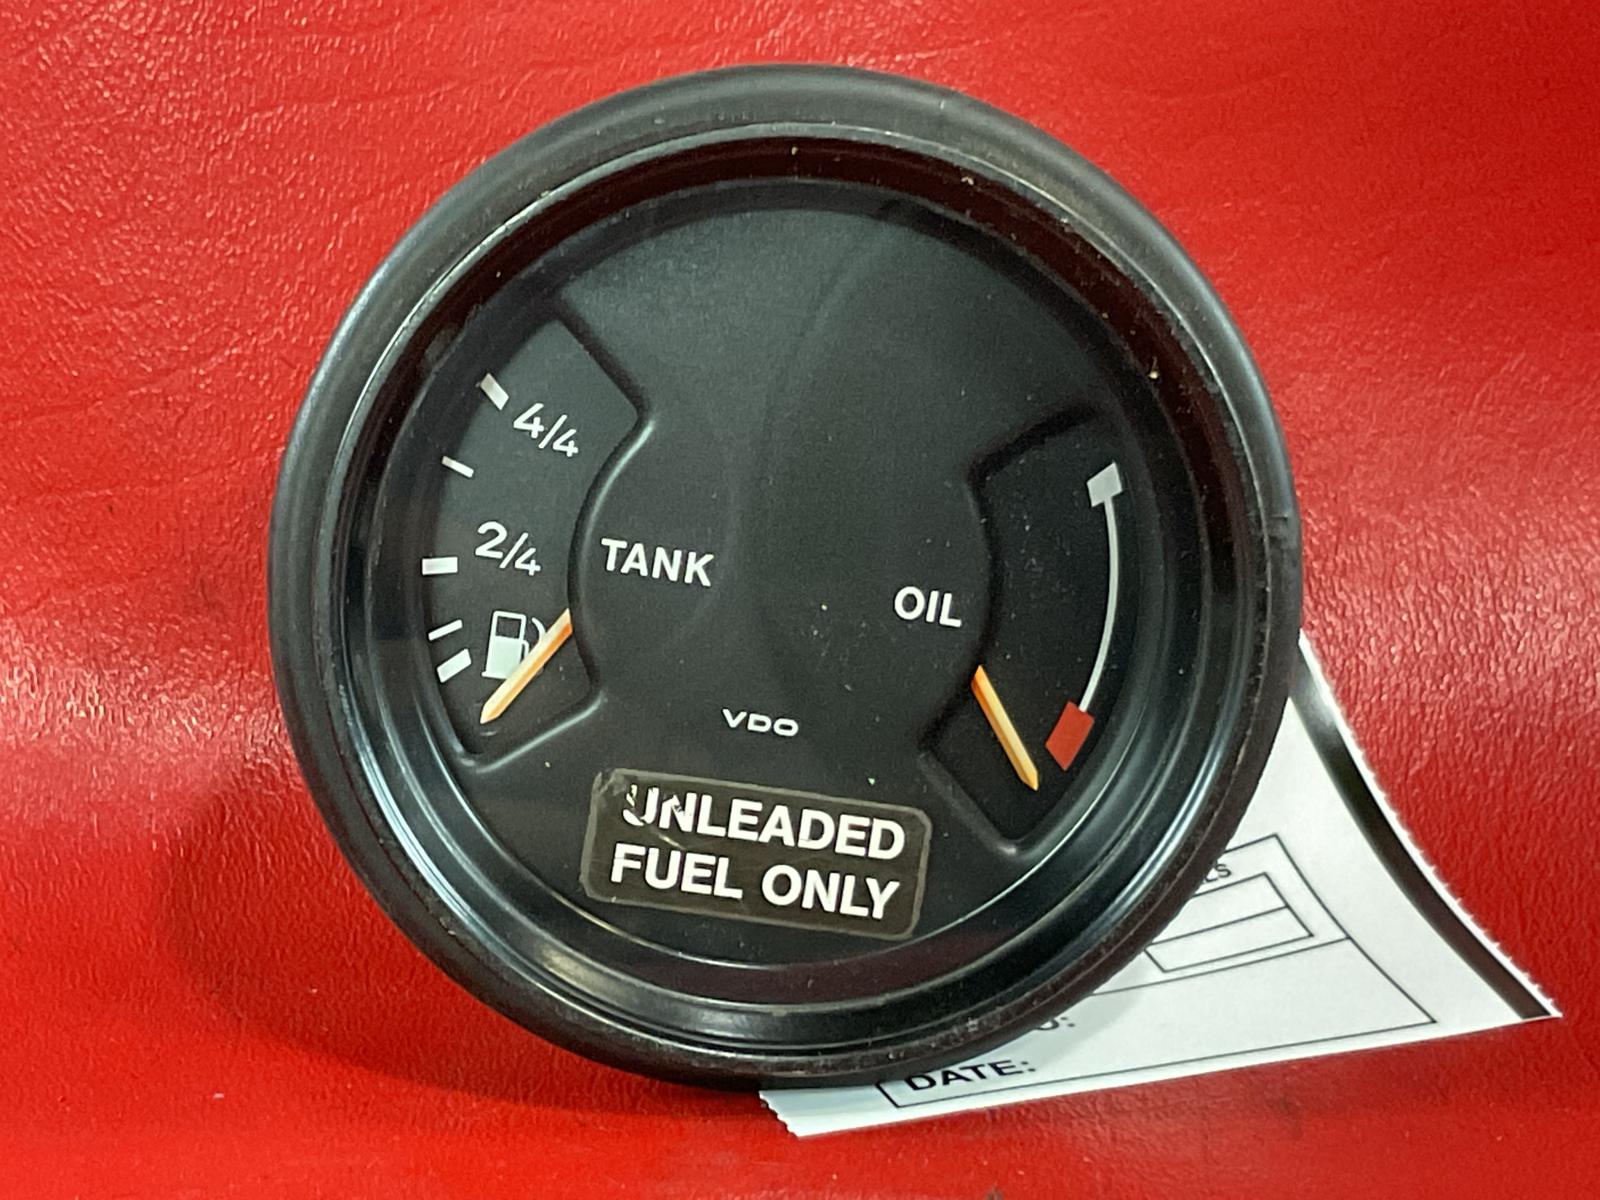 4/4
2/4
TANK
OIL
VDO
UNLEADED
FUEL ONLY
DATE: